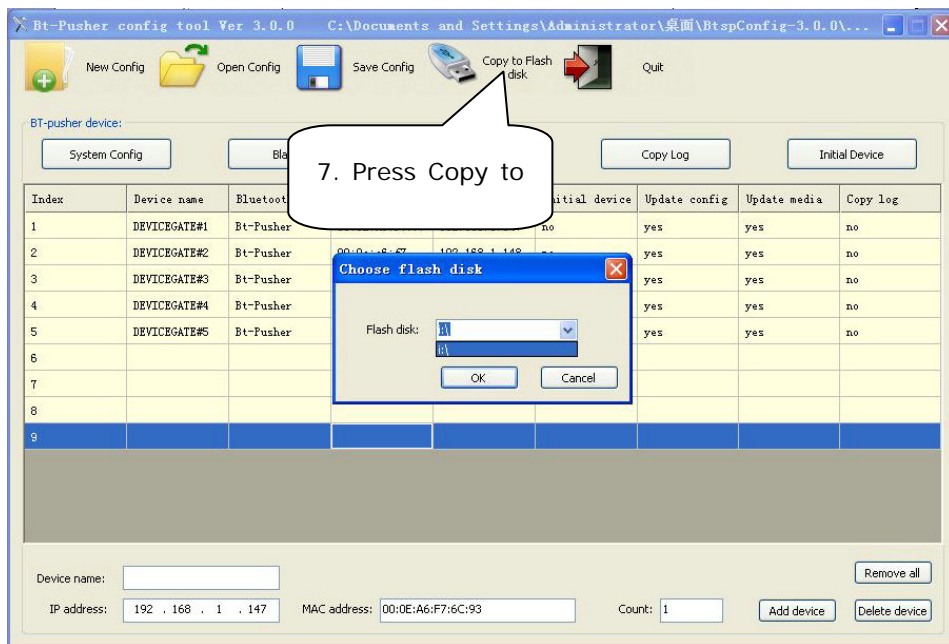 Bt-Pusher config tool Ver 3.0.0 C:\Documents and Settings\Administrator\桌面\BtspConfig-3.0.0\...
New Config Open Config Save Config Copy to Flash disk Quit
BT-pusher device:
System Config Copy Log Initial Device
7. Press Copy to
Index Device name device Update config Update media Copy log
1 DEVICEGATE#1 Bt-Pusher no yes yes no
2 DEVICEGATE#2 Bt-Pusher yes yes no
3 DEVICEGATE#3 Bt-Pusher yes yes no
4 DEVICEGATE#4 Bt-Pusher yes yes no
5 DEVICEGATE#5 Bt-Pusher yes yes no
6
7
8
9
Choose flash disk
Flash disk: i:\
i:\
OK Cancel
Device name: Remove all
IP address: 192 . 168 . 1 . 147 MAC address: 00:0E:A6:F7:6C:93 Count: 1 Add device Delete device